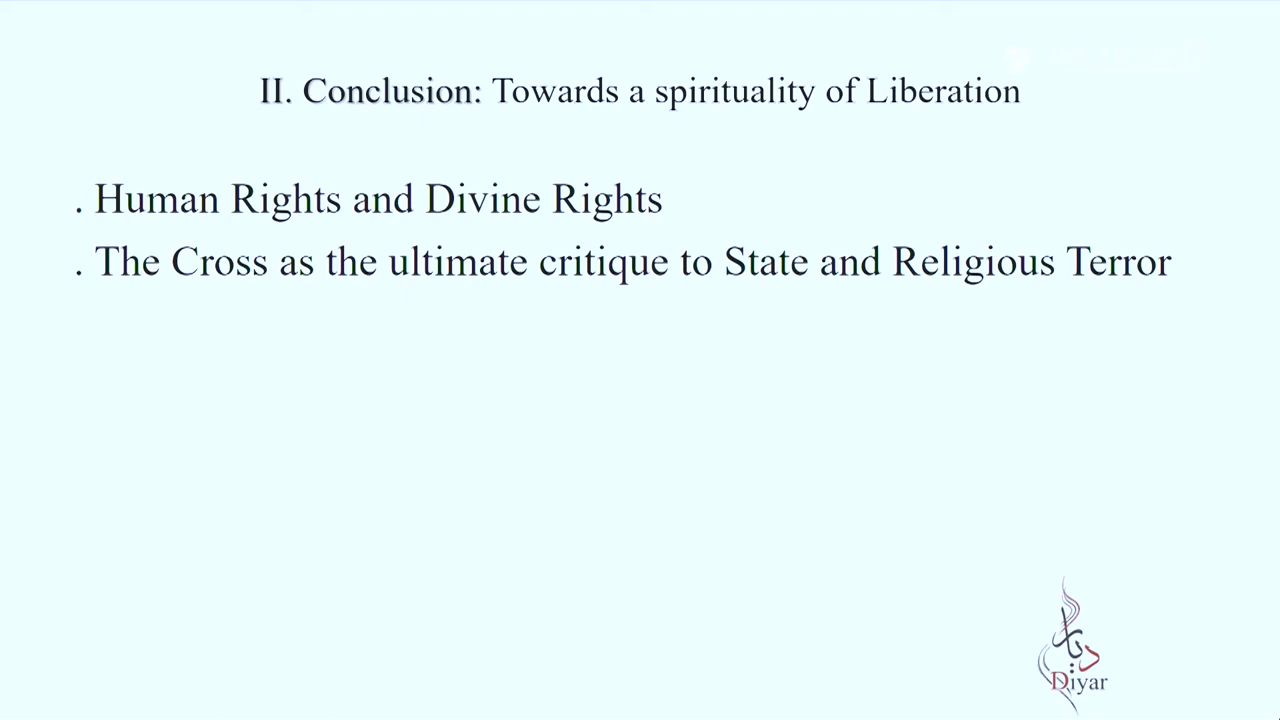 II. Conclusion: Towards a spirituality of Liberation
. Human Rights and Divine Rights
. The Cross as the ultimate critique to State and Religious Terror
ديار
Diyar